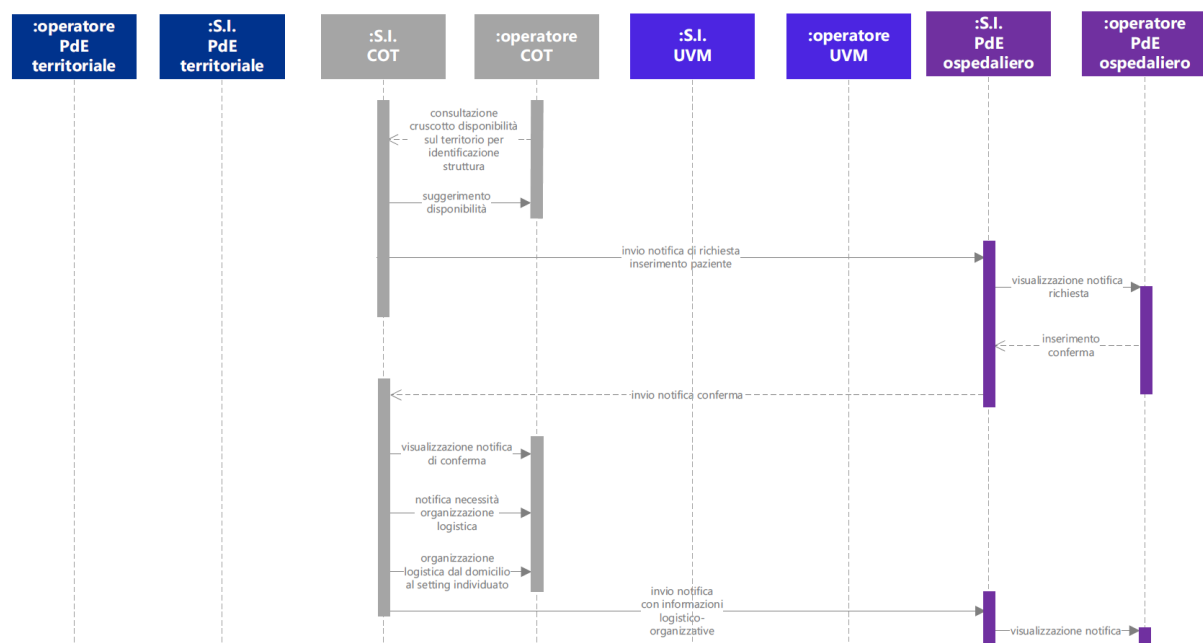 :operatore
PdE
territoriale
:S.I.
PdE
territoriale
:S.I.
COT
:operatore
COT
:S.I.
UVM
:operatore
UVM
:S.I.
PdE
ospedaliero
:operatore
PdE
ospedaliero
consultazione
cruscotto disponibilità
sul territorio per
identificazione
struttura
suggerimento
disponibilità
invio notifica di richiesta
inserimento paziente
visualizzazione notifica
richiesta
inserimento
conferma
invio notifica conferma
visualizzazione notifica
di conferma
notifica necessità
organizzazione
logistica
organizzazione
logistica dal domicilio
al setting individuato
invio notifica
con informazioni
logistico-
organizzative
visualizzazione notifica